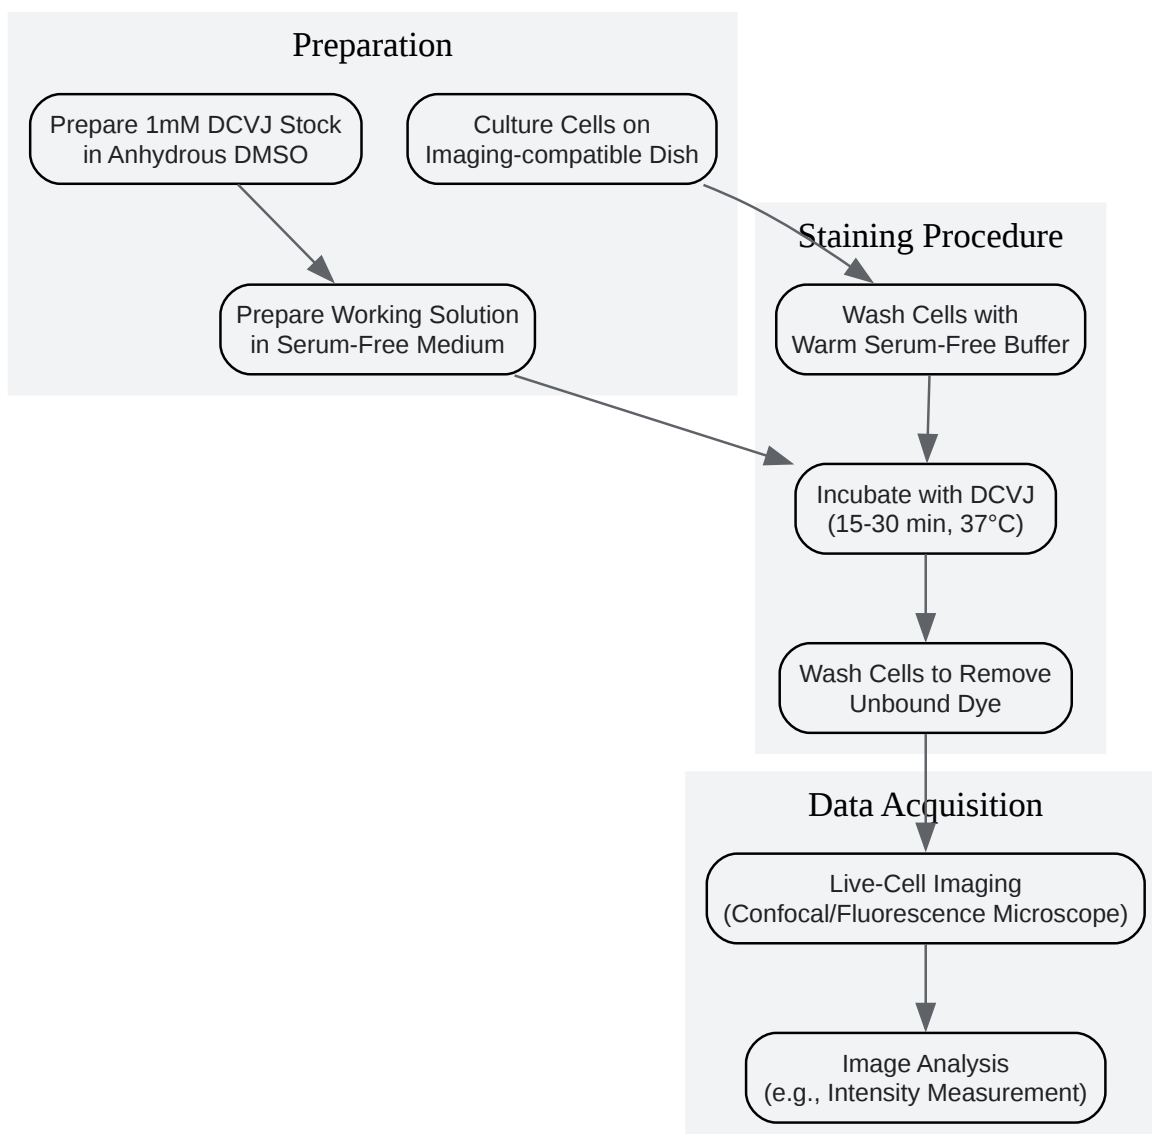 Preparation
Prepare 1mM DCVJ Stock
in Anhydrous DMSO
Culture Cells on
Imaging-compatible Dish
Prepare Working Solution
in Serum-Free Medium
Staining Procedure
Wash Cells with
Warm Serum-Free Buffer
Incubate with DCVJ
(15-30 min, 37°C)
Wash Cells to Remove
Unbound Dye
Data Acquisition
Live-Cell Imaging
(Confocal/Fluorescence Microscope)
Image Analysis
(e.g., Intensity Measurement)